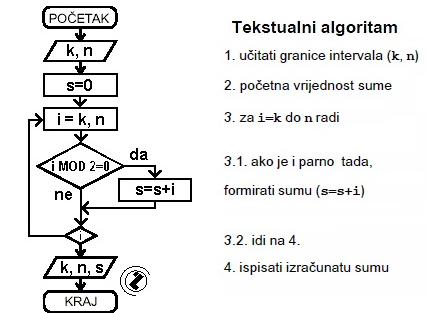 POČETAK
k, n
s=0
i = k, n
i MOD 2=0
da
ne
s=s+i
i
k, n, s
KRAJ
Tekstualni algoritam
1. učitati granice intervala (k, n)
2. početna vrijednost sume
3. za i=k do n radi
3.1. ako je i parno tada,
formirati sumu (s=s+i)
3.2. idi na 4.
4. ispisati izračunatu sumu